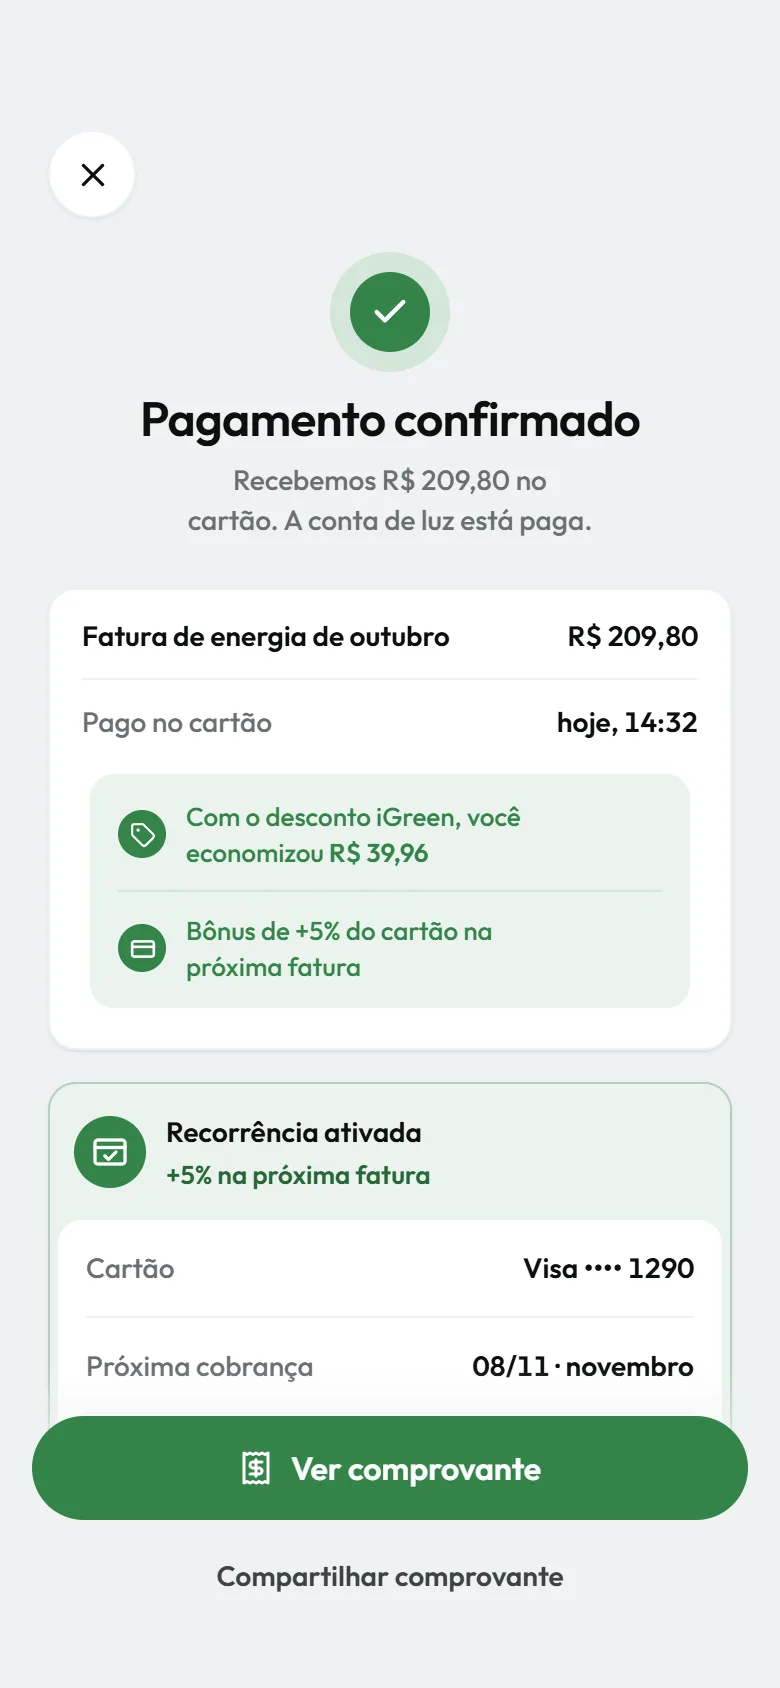 Pagamento confirmado
Recebemos R$ 209,80 no
cartão. A conta de luz está paga.
Fatura de energia de outubro R$ 209,80
Pago no cartão hoje, 14:32
Com o desconto iGreen, você
economizou R$ 39,96
Bônus de +5% do cartão na
próxima fatura
Recorrência ativada
+5% na próxima fatura
Cartão Visa •••• 1290
Próxima cobrança 08/11 · novembro
Ver comprovante
Compartilhar comprovante